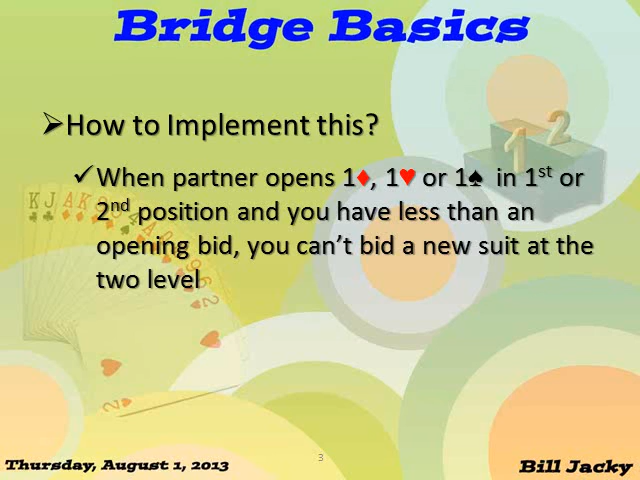 Bridge Basics
➢How to Implement this?
✓When partner opens 1♦, 1♥ or 1♠ in 1st or
2nd position and you have less than an
opening bid, you can’t bid a new suit at the
two level
1 2
Thursday, August 1, 2013
3
Bill Jacky